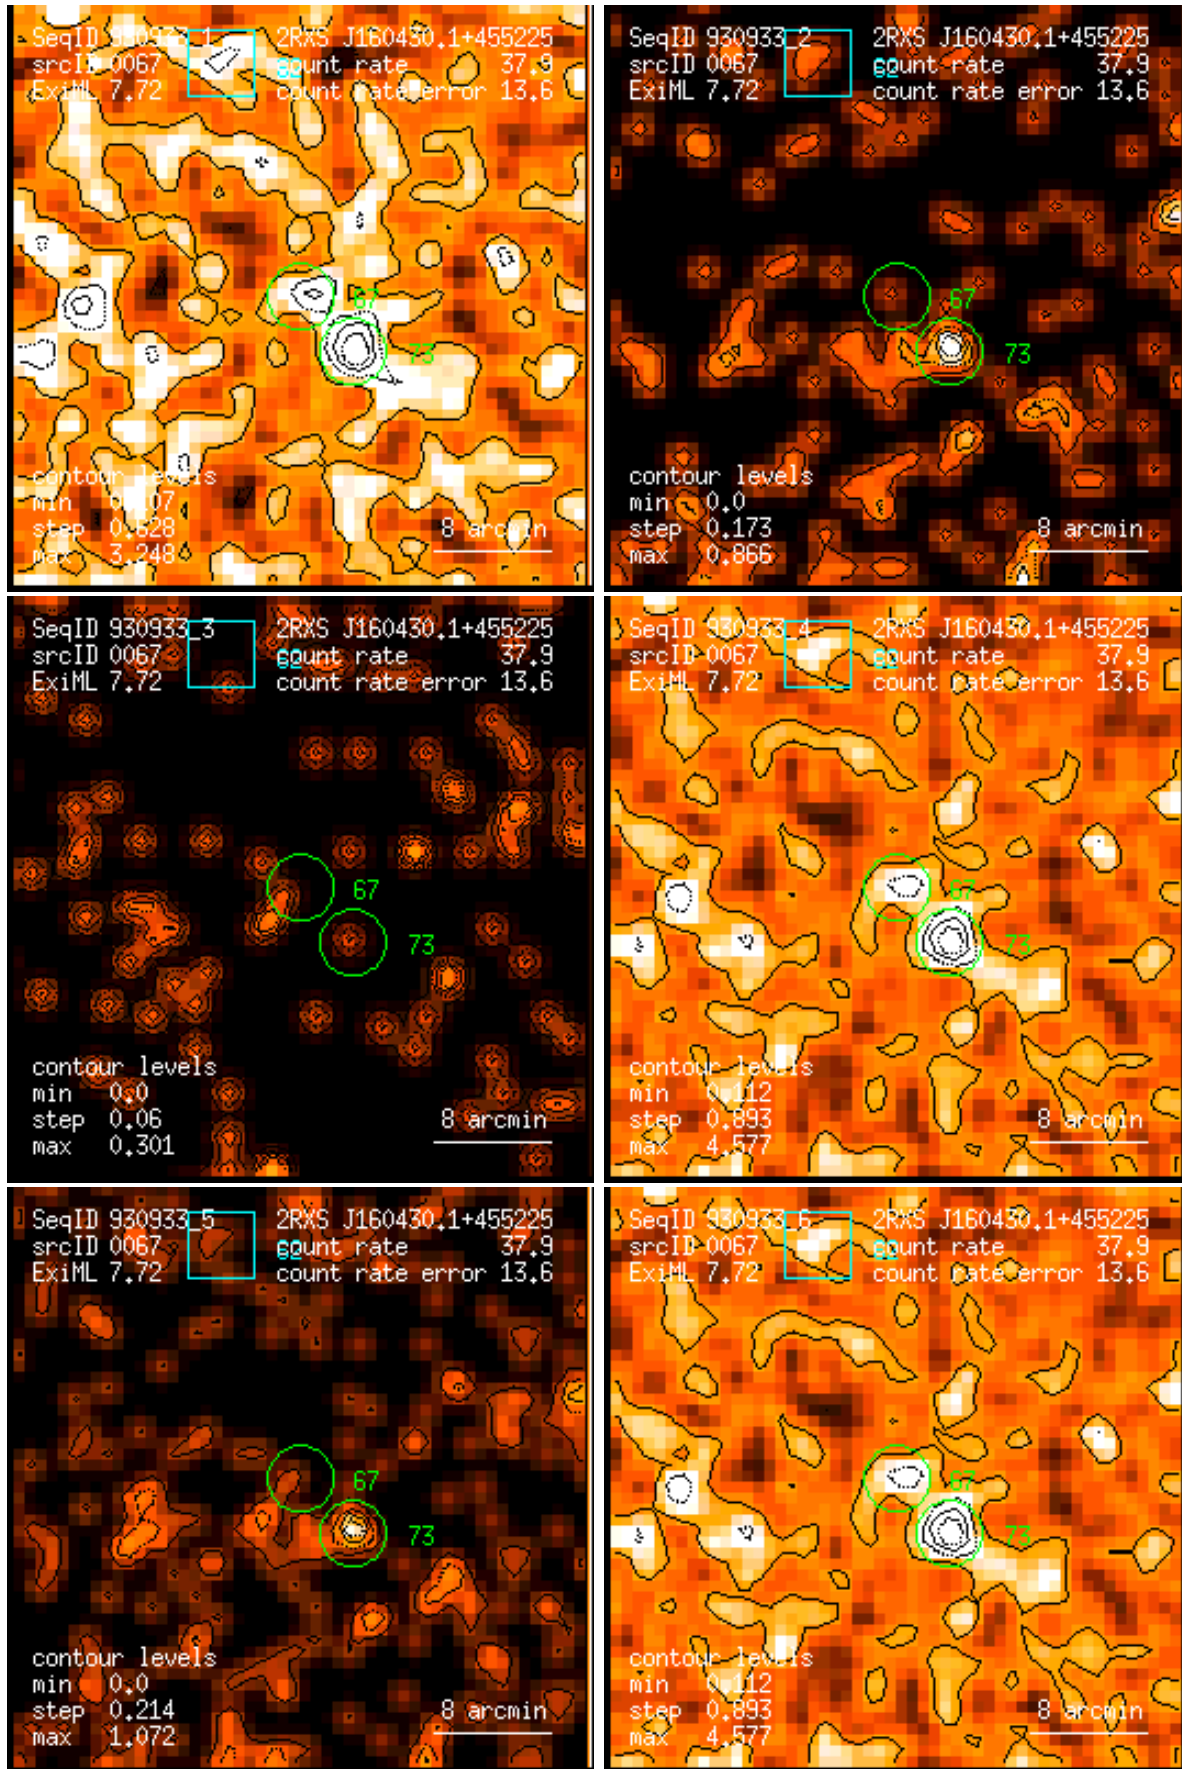 SeqID 930933_1 2RXS J160430.1+455225
srcID 0067 count rate 37.9
ExiML 7.72 count rate error 13.6
67
73
contour levels
min 0.107
step 0.628
max 3.248
8 arcmin
SeqID 930933_2 2RXS J160430.1+455225
srcID 0067 count rate 37.9
ExiML 7.72 count rate error 13.6
67
73
contour levels
min 0.0
step 0.173
max 0.866
8 arcmin
SeqID 930933_3 2RXS J160430.1+455225
srcID 0067 count rate 37.9
ExiML 7.72 count rate error 13.6
67
73
contour levels
min 0.0
step 0.06
max 0.301
8 arcmin
SeqID 930933_4 2RXS J160430.1+455225
srcID 0067 count rate 37.9
ExiML 7.72 count rate error 13.6
67
73
contour levels
min 0.112
step 0.893
max 4.577
8 arcmin
SeqID 930933_5 2RXS J160430.1+455225
srcID 0067 count rate 37.9
ExiML 7.72 count rate error 13.6
67
73
contour levels
min 0.0
step 0.214
max 1.072
8 arcmin
SeqID 930933_6 2RXS J160430.1+455225
srcID 0067 count rate 37.9
ExiML 7.72 count rate error 13.6
67
73
contour levels
min 0.112
step 0.893
max 4.577
8 arcmin